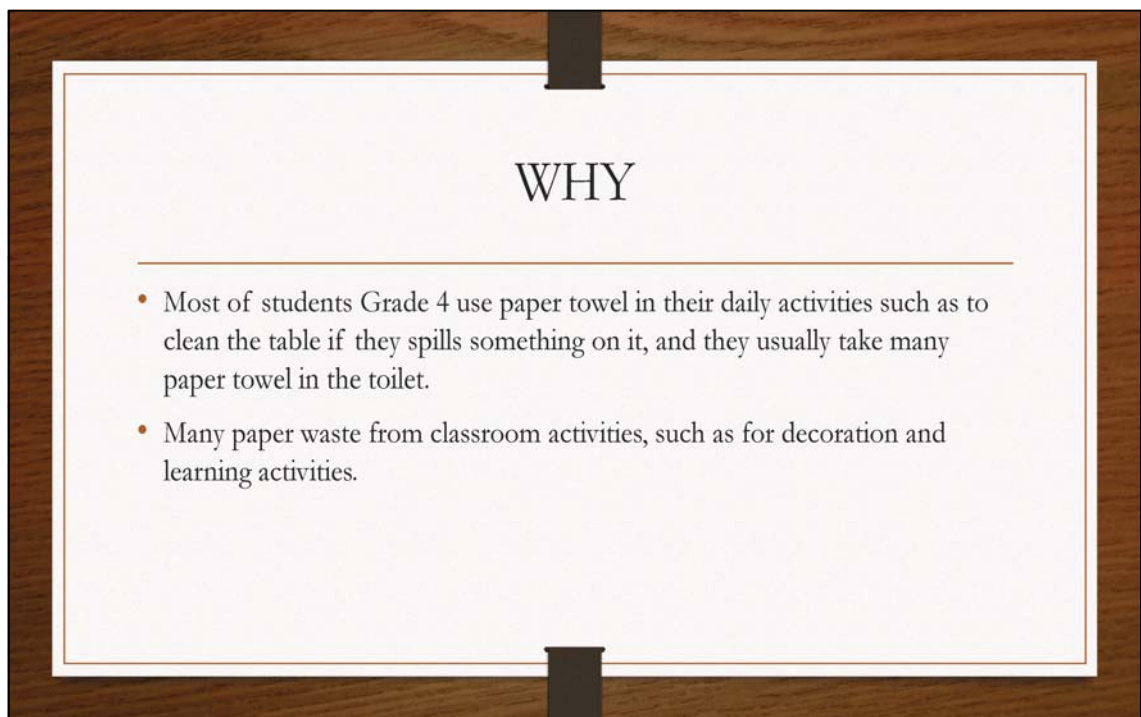 WHY
• Most of students Grade 4 use paper towel in their daily activities such as to
clean the table if they spills something on it, and they usually take many
paper towel in the toilet.
• Many paper waste from classroom activities, such as for decoration and
learning activities.